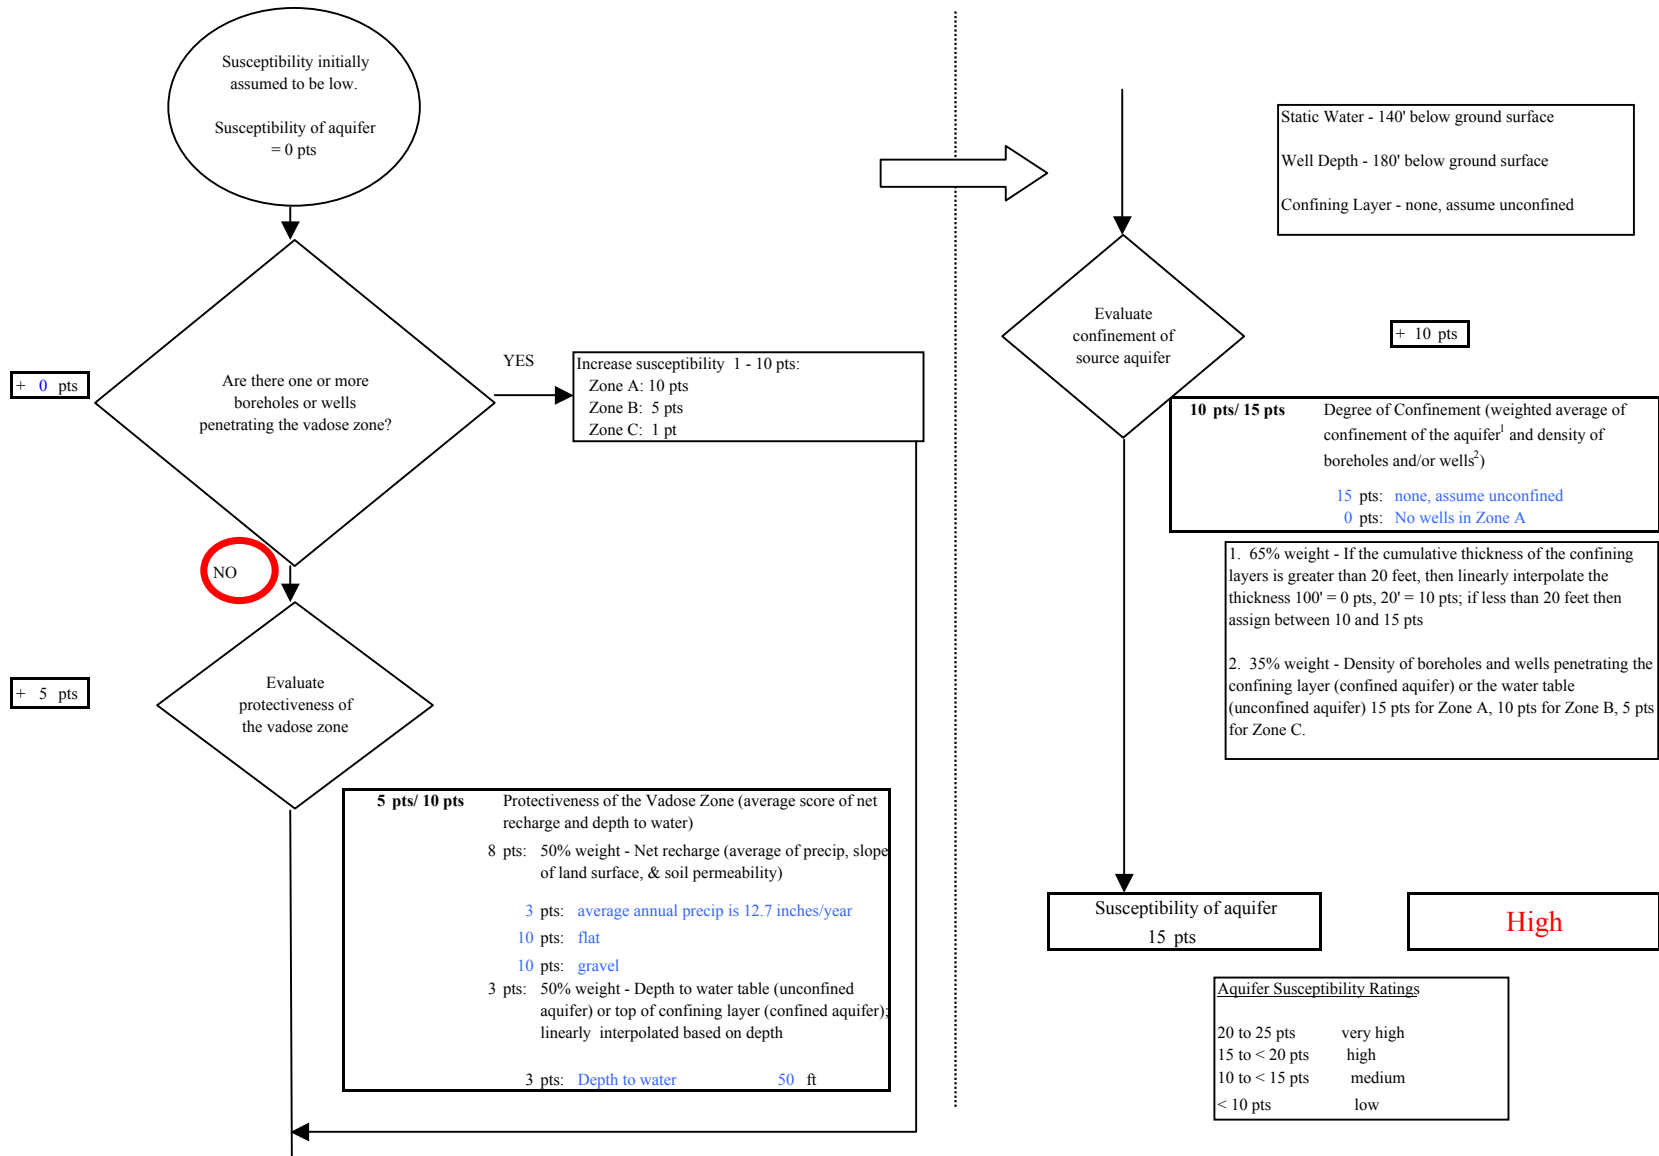 Susceptibility initially
assumed to be low.
Susceptibility of aquifer
= 0 pts
Are there one or more
boreholes or wells
penetrating the vadose zone?
+ 0 pts
YES
Increase susceptibility 1 - 10 pts:
Zone A: 10 pts
Zone B: 5 pts
Zone C: 1 pt
NO
Evaluate
protectiveness of
the vadose zone
+ 5 pts
5 pts/ 10 pts Protectiveness of the Vadose Zone (average score of net
recharge and depth to water)
8 pts: 50% weight - Net recharge (average of precip, slope
of land surface, & soil permeability)
3 pts: average annual precip is 12.7 inches/year
10 pts: flat
10 pts: gravel
3 pts: 50% weight - Depth to water table (unconfined
aquifer) or top of confining layer (confined aquifer);
linearly interpolated based on depth
3 pts: Depth to water 50 ft
Static Water - 140' below ground surface
Well Depth - 180' below ground surface
Confining Layer - none, assume unconfined
Evaluate
confinement of
source aquifer
+ 10 pts
10 pts/ 15 pts Degree of Confinement (weighted average of
confinement of the aquifer1 and density of
boreholes and/or wells2)
15 pts: none, assume unconfined
0 pts: No wells in Zone A
1. 65% weight - If the cumulative thickness of the confining
layers is greater than 20 feet, then linearly interpolate the
thickness 100' = 0 pts, 20' = 10 pts; if less than 20 feet then
assign between 10 and 15 pts
2. 35% weight - Density of boreholes and wells penetrating the
confining layer (confined aquifer) or the water table
(unconfined aquifer) 15 pts for Zone A, 10 pts for Zone B, 5 pts
for Zone C.
Susceptibility of aquifer
15 pts
High
Aquifer Susceptibility Ratings
20 to 25 pts very high
15 to < 20 pts high
10 to < 15 pts medium
< 10 pts low